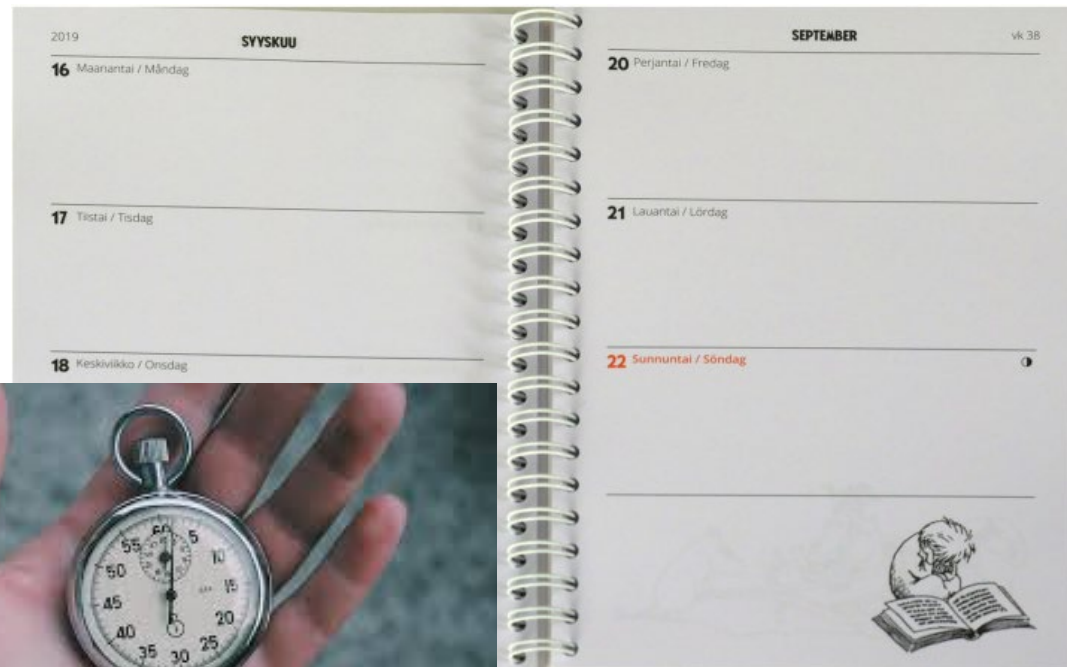 2019
SYYSKUU
16 Maanantai / Måndag
17 Tiistai / Tisdag
18 Keskiviikko / Onsdag
SEPTEMBER
vk 38
20 Perjantai / Fredag
21 Lauantai / Lördag
22 Sunnuntai / Söndag
60
5
10
15
20
25
30
35
40
45
50
55